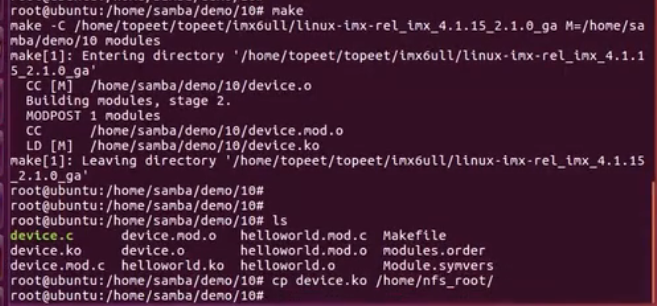 root@ubuntu:/home/samba/demo/10# make
make -C /home/topeet/topeet/imx6ull/linux-imx-rel_imx_4.1.15_2.1.0_ga M=/home/sa
mba/demo/10 modules
make[1]: Entering directory '/home/topeet/topeet/imx6ull/linux-imx-rel_imx_4.1.1
5_2.1.0_ga'
  CC [M]  /home/samba/demo/10/device.o
  Building modules, stage 2.
  MODPOST 1 modules
  CC      /home/samba/demo/10/device.mod.o
  LD [M]  /home/samba/demo/10/device.ko
make[1]: Leaving directory '/home/topeet/topeet/imx6ull/linux-imx-rel_imx_4.1.15
_2.1.0_ga'
root@ubuntu:/home/samba/demo/10#
root@ubuntu:/home/samba/demo/10#
root@ubuntu:/home/samba/demo/10# ls
device.c      device.mod.o   helloworld.mod.c  Makefile
device.ko     device.o       helloworld.mod.o  modules.order
device.mod.c  helloworld.ko  helloworld.o      Module.symvers
root@ubuntu:/home/samba/demo/10# cp device.ko /home/nfs_root/
root@ubuntu:/home/samba/demo/10#